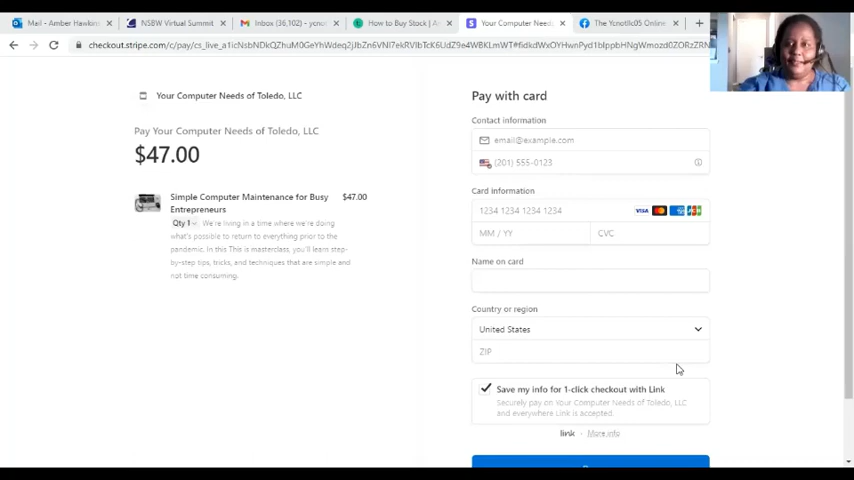 Mail - Amber Hawkin
NSBW Virtual Summit
Inbox (36,102) - ycno
How to Buy Stock | A
Your Computer Needs
The Ycnotllc05 Online
checkout.stripe.com/c/pay/
Your Computer Needs of Toledo, LLC
Pay Your Computer Needs of Toledo, LLC
$47.00
Simple Computer Maintenance for Busy $47.00
Entrepreneurs
Qty 1 We're living in a time where we're doing
what's possible to return to everything prior to the
pandemic. In this This is masterclass, you'll learn step-
by-step tips, tricks, and techniques that are simple and
not time consuming.
Pay with card
Contact information
email@example.com
(201) 555-0123
Card information
1234 1234 1234 1234 VISA
MM / YY CVC
Name on card
Country or region
United States
ZIP
Save my info for 1-click checkout with Link
Securely pay on Your Computer Needs of Toledo, LLC
and everywhere Link is accepted.
link · More info